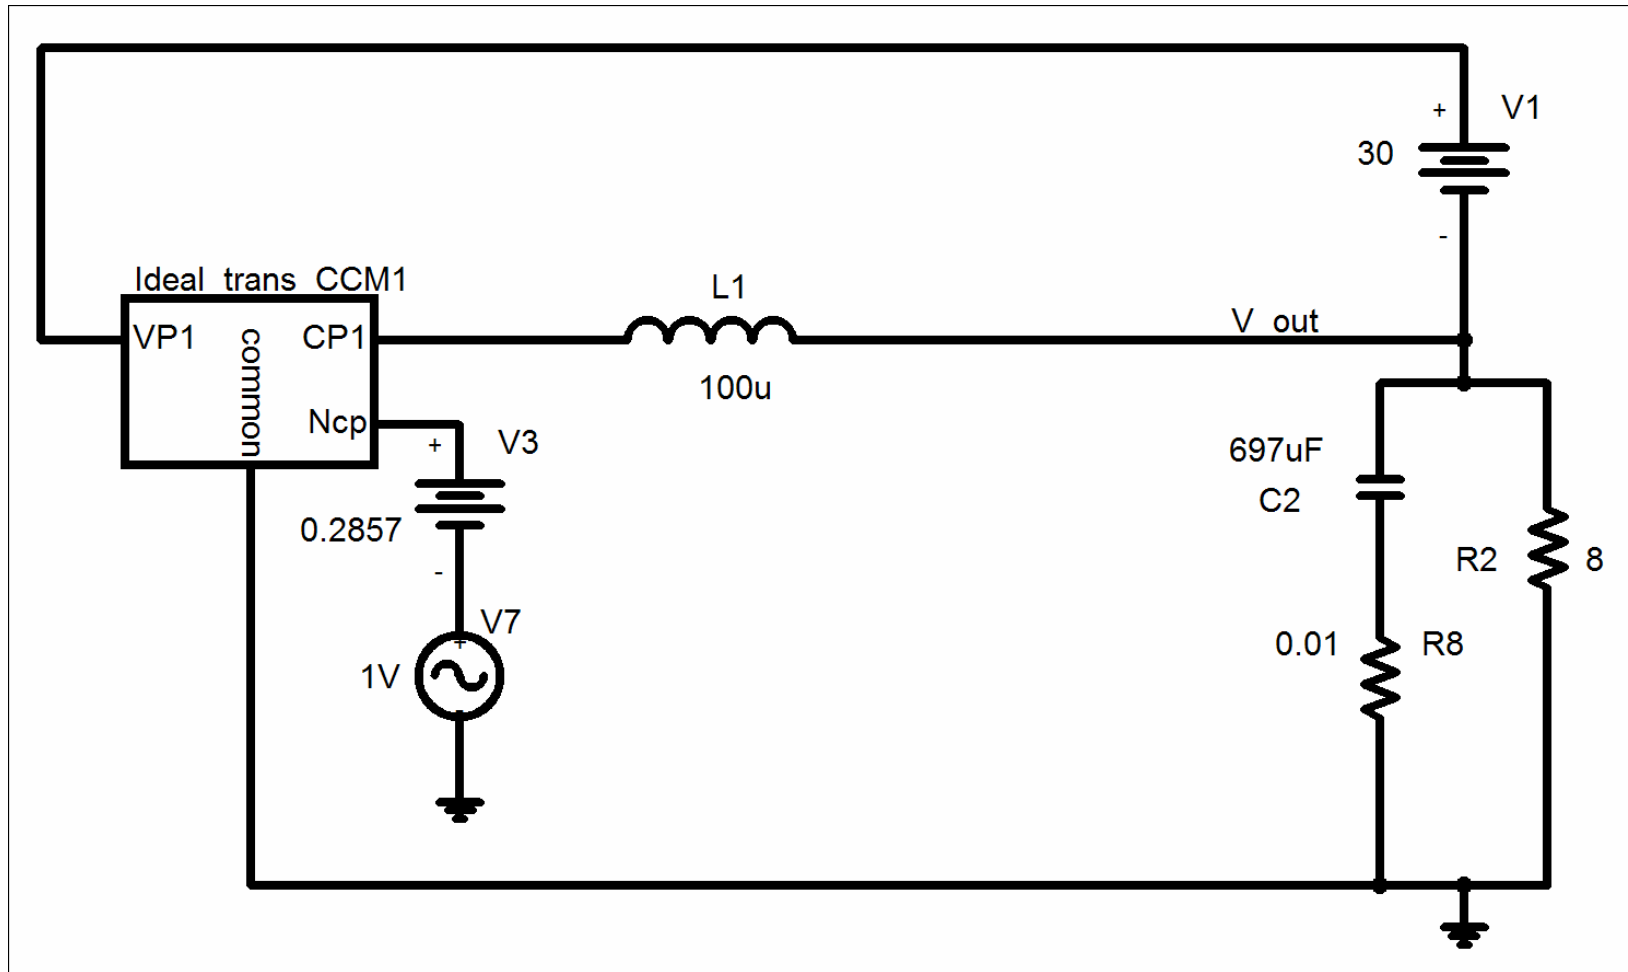 +
V1
30
-
Ideal trans CCM1
VP1
common
CP1
Ncp
L1
100u
V out
+
V3
0.2857
-
V7
+
1V
697uF
C2
R2
8
0.01
R8